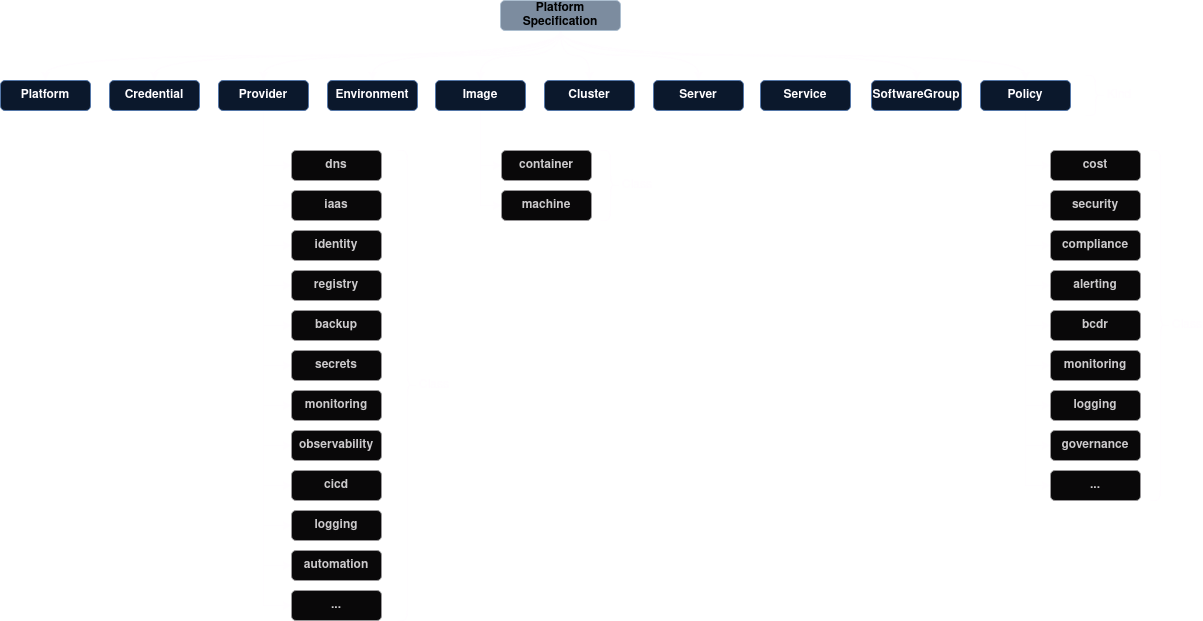 Platform
Specification
Platform
Credential
Provider
Environment
Image
Cluster
Server
Service
SoftwareGroup
Policy
dns
iaas
identity
registry
backup
secrets
monitoring
observability
cicd
logging
automation
...
container
machine
cost
security
compliance
alerting
bcdr
monitoring
logging
governance
...